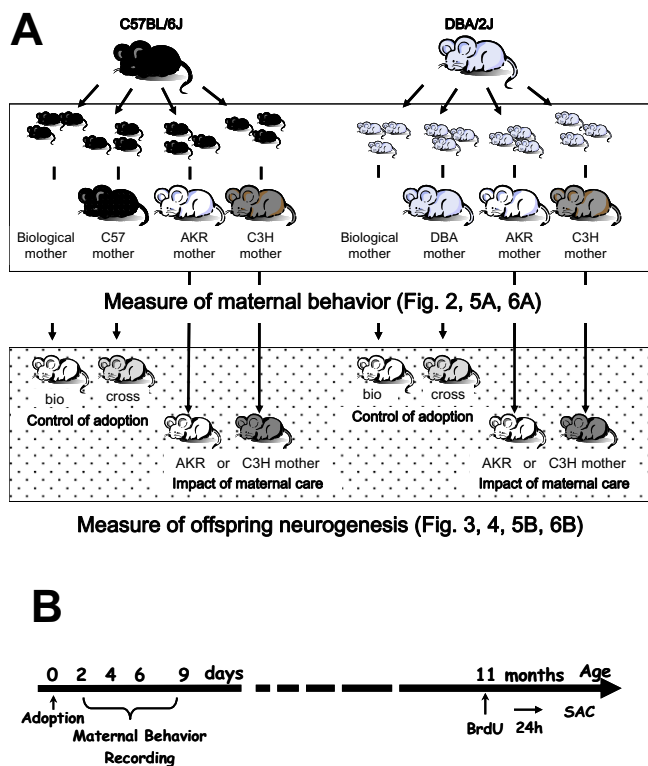 A
C57BL/6J DBA/2J
Biological mother C57 mother AKR mother C3H mother Biological mother DBA mother AKR mother C3H mother
Measure of maternal behavior (Fig. 2, 5A, 6A)
bio cross bio cross
Control of adoption Control of adoption
AKR or C3H mother AKR or C3H mother
Impact of maternal care Impact of maternal care
Measure of offspring neurogenesis (Fig. 3, 4, 5B, 6B)
B
0 2 4 6 9 days 11 months Age
Adoption BrdU 24h SAC
Maternal Behavior
Recording